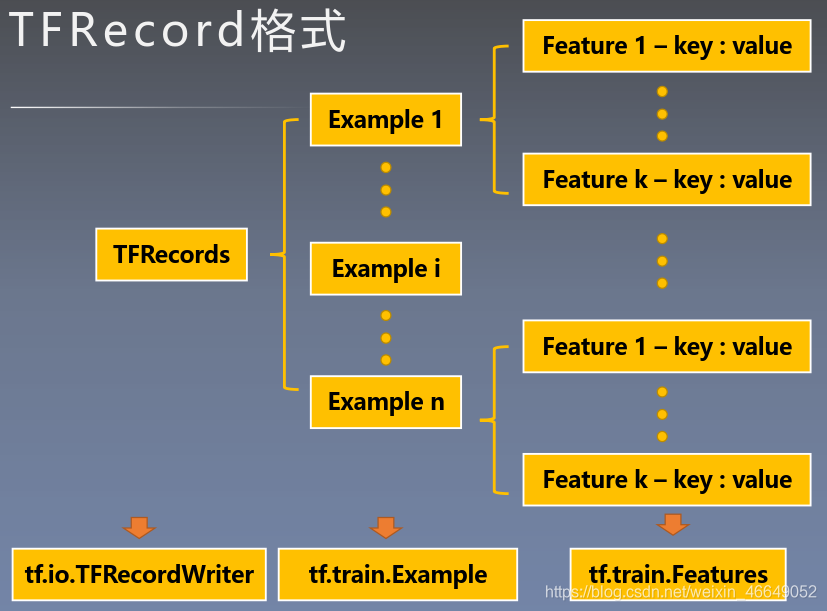 TFRecord格式
Feature 1 – key : value
Example 1
Feature k – key : value
TFRecords
Example i
Feature 1 – key : value
Example n
Feature k – key : value
tf.io.TFRecordWriter
tf.train.Example
tf.train.Features
https://blog.csdn.net/weixin_46649052